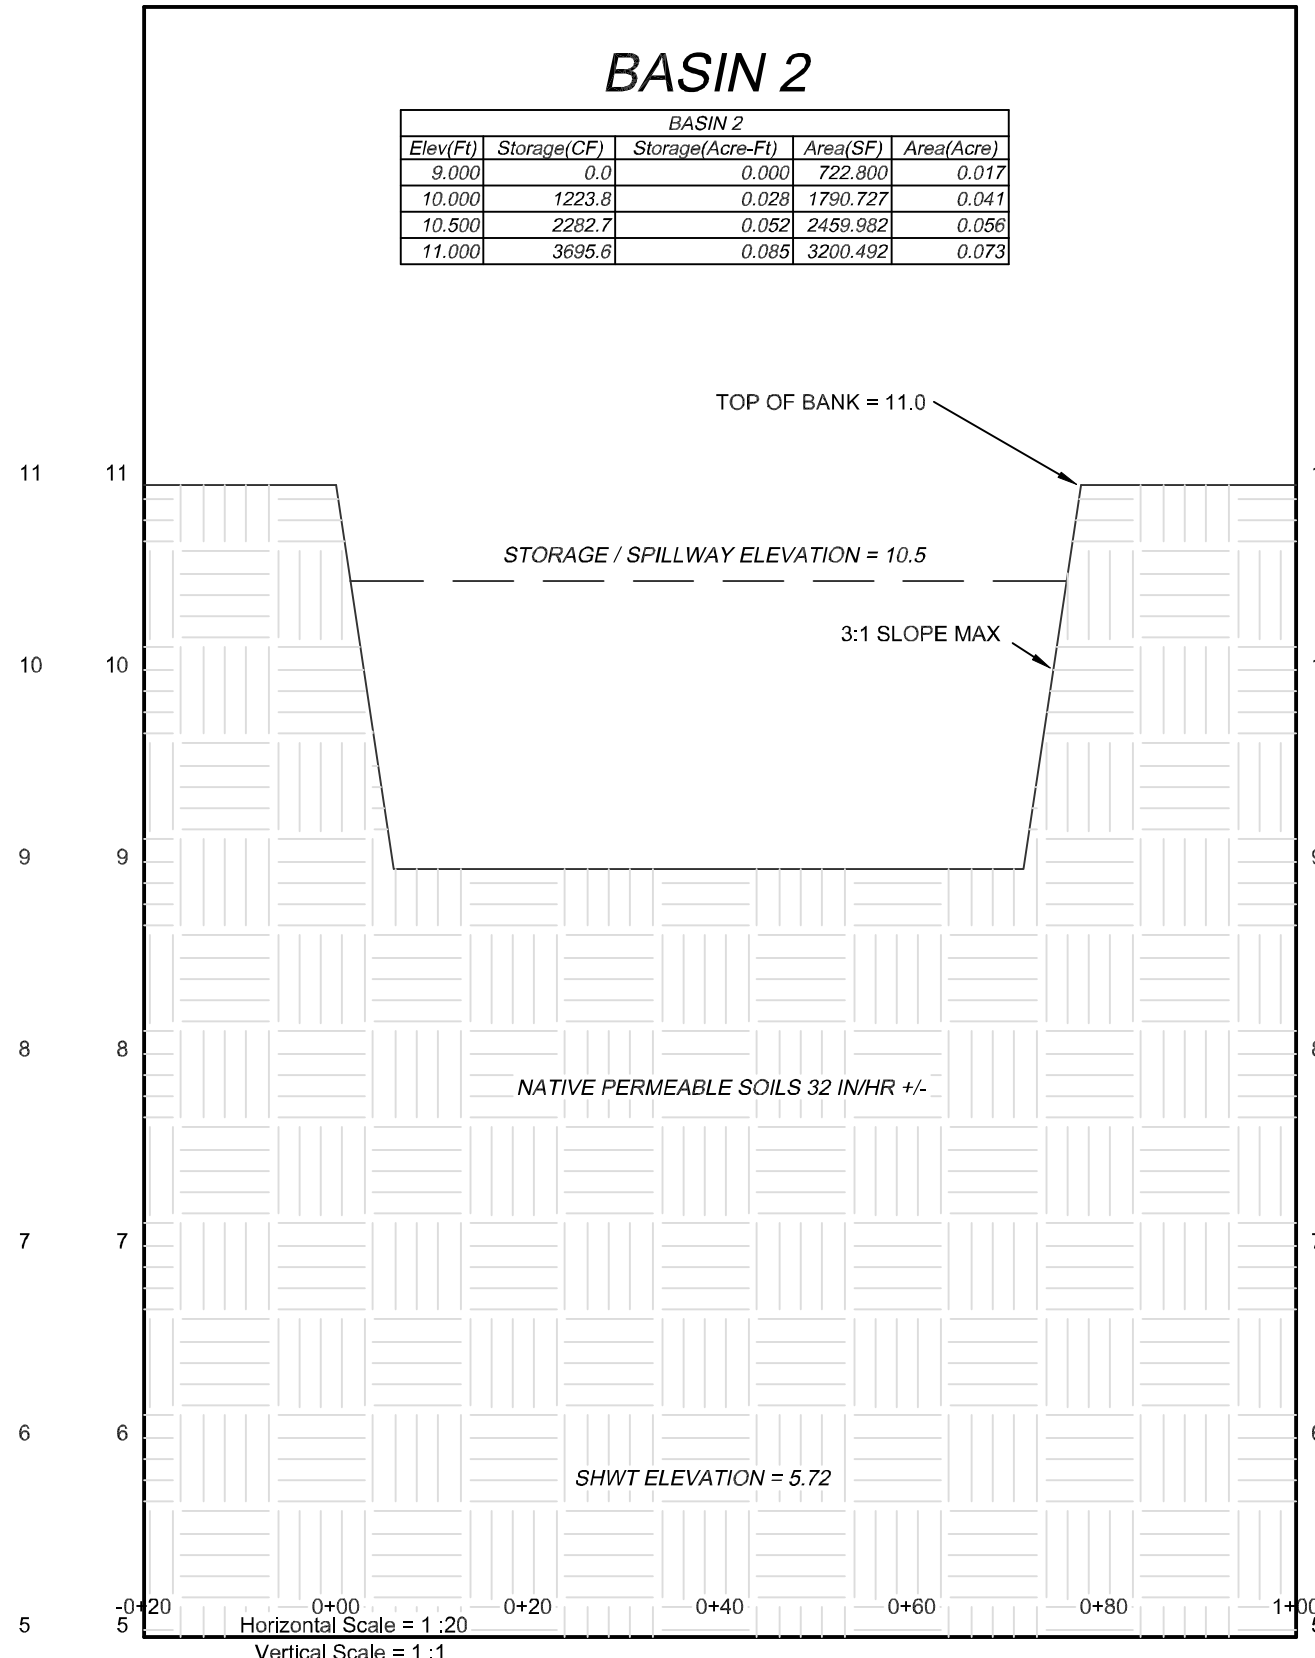 BASIN 2
BASIN 2
Elev(Ft) Storage(CF) Storage(Acre-Ft) Area(SF) Area(Acre)
9.000 0.0 0.000 722.800 0.017
10.000 1223.8 0.028 1790.727 0.041
10.500 2282.7 0.052 2459.982 0.056
11.000 3695.6 0.085 3200.492 0.073
TOP OF BANK = 11.0
11 11
STORAGE / SPILLWAY ELEVATION = 10.5
3:1 SLOPE MAX
10 10
9 9
8 8
NATIVE PERMEABLE SOILS 32 IN/HR +/-
7 7
6 6
SHWT ELEVATION = 5.72
-0+20 0+00 0+20 0+40 0+60 0+80 1+00
5 5
Horizontal Scale = 1 :20
Vertical Scale = 1 :1